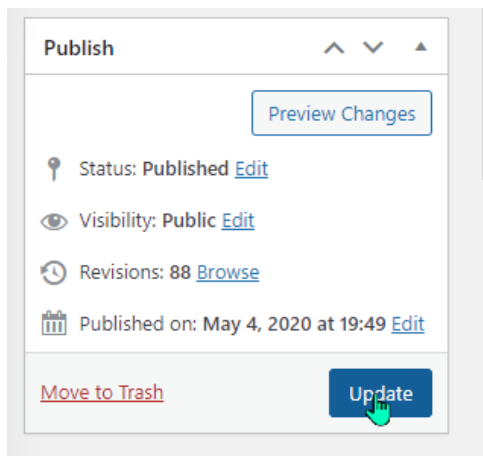 Publish
Preview Changes
Status: Published Edit
Visibility: Public Edit
Revisions: 88 Browse
Published on: May 4, 2020 at 19:49 Edit
Move to Trash
Update